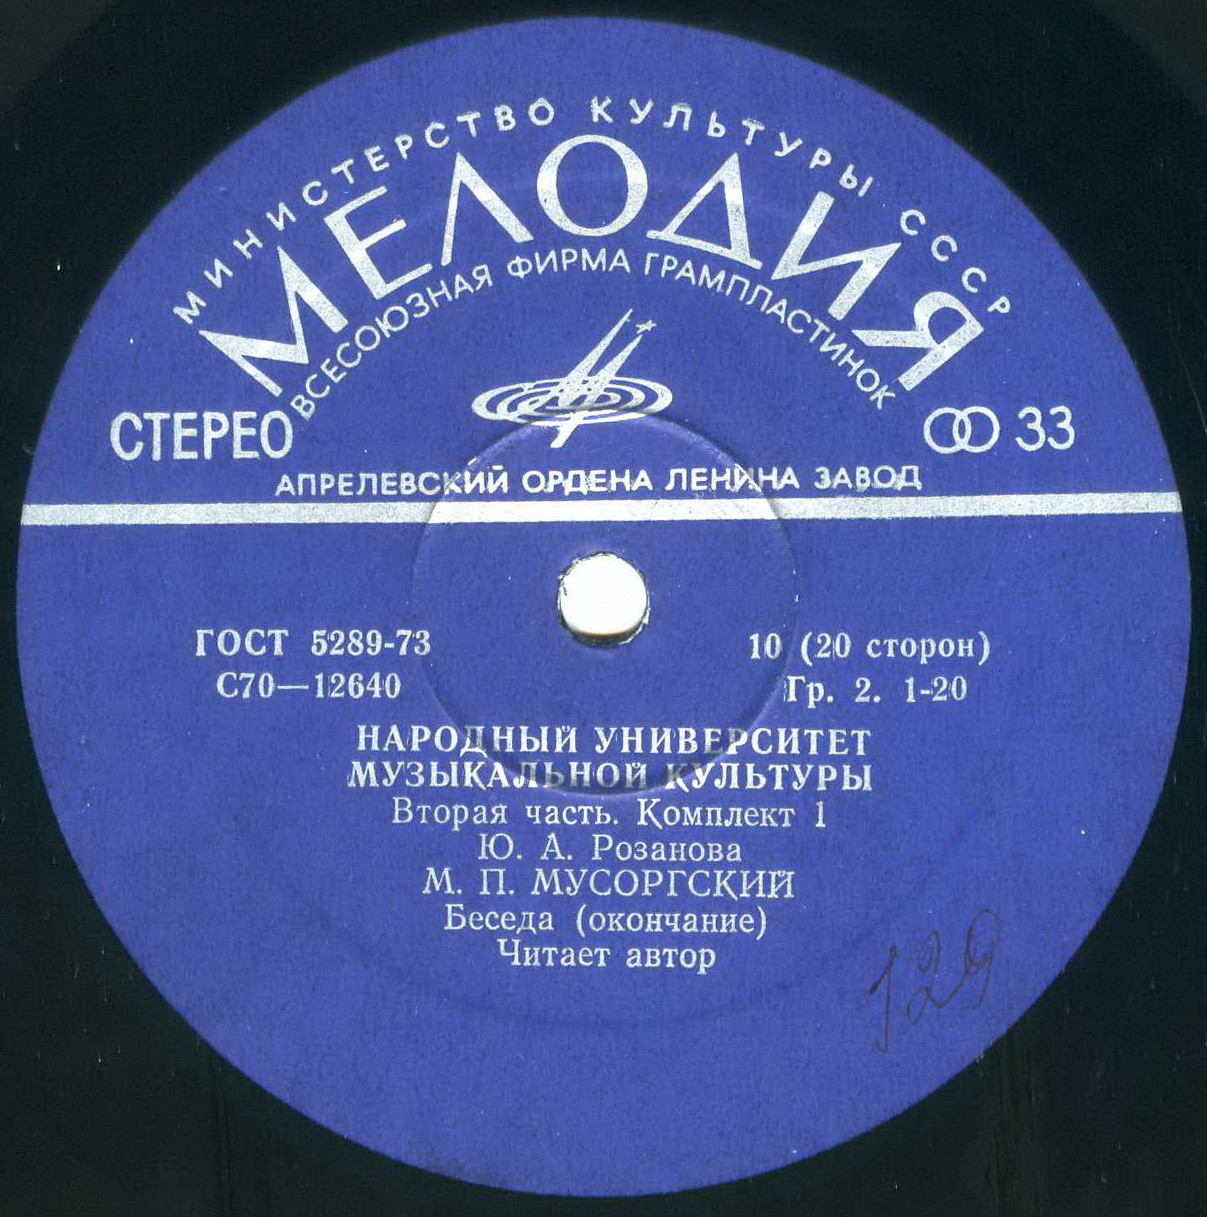 МИНИСТЕРСТВО КУЛЬТУРЫ СССР
МЕЛОДИЯ
ВСЕСОЮЗНАЯ ФИРМА ГРАМПЛАСТИНОК
СТЕРЕО
33
АПРЕЛЕВСКИЙ ОРДЕНА ЛЕНИНА ЗАВОД
ГОСТ 5289-73
10 (20 сторон)
С70—12640
Гр. 2. 1-20
НАРОДНЫЙ УНИВЕРСИТЕТ
МУЗЫКАЛЬНОЙ КУЛЬТУРЫ
Вторая часть. Комплект 1
Ю. А. Розанова
М. П. МУСОРГСКИЙ
Беседа (окончание)
Читает автор
129